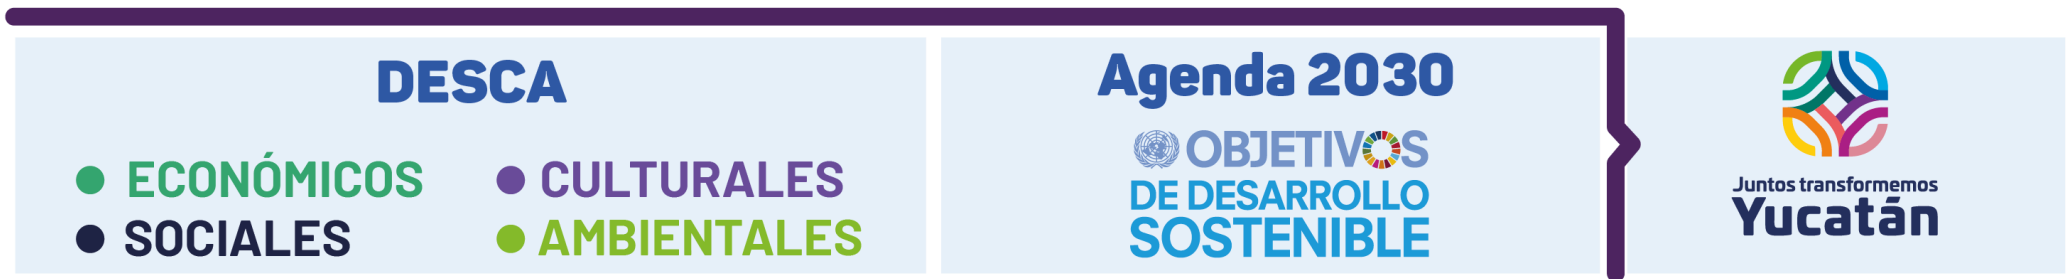 DESCA
ECONÓMICOS
SOCIALES
CULTURALES
AMBIENTALES
Agenda 2030
OBJETIVOS
DE DESARROLLO
SOSTENIBLE
Juntos transformemos
Yucatán